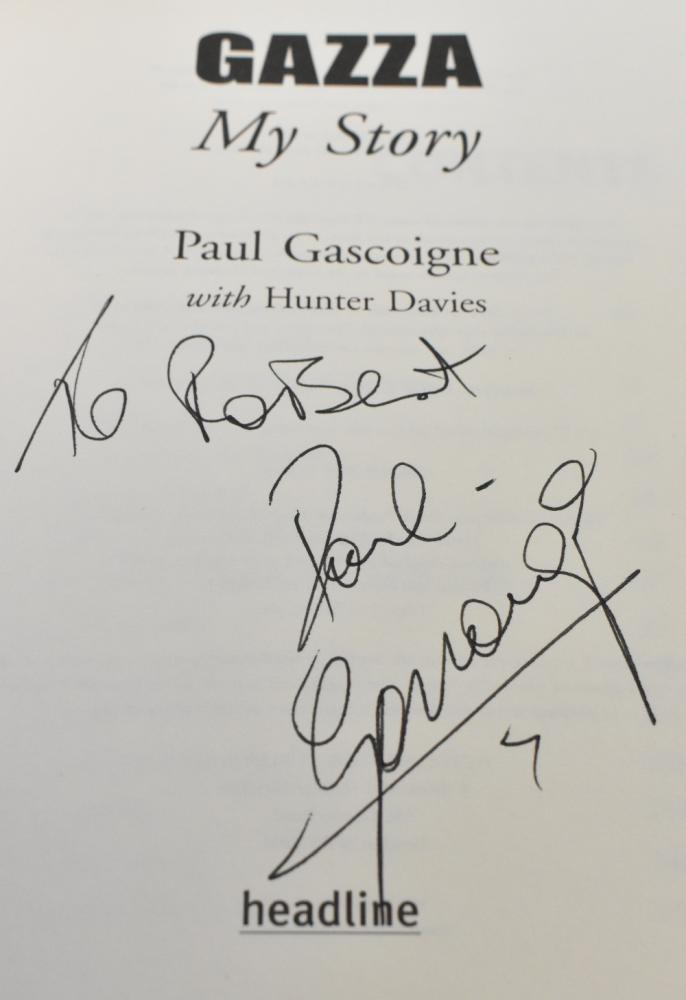 GAZZA
My Story
Paul Gascoigne
with Hunter Davies
To RoBert
Paul
Gascoigne
headline